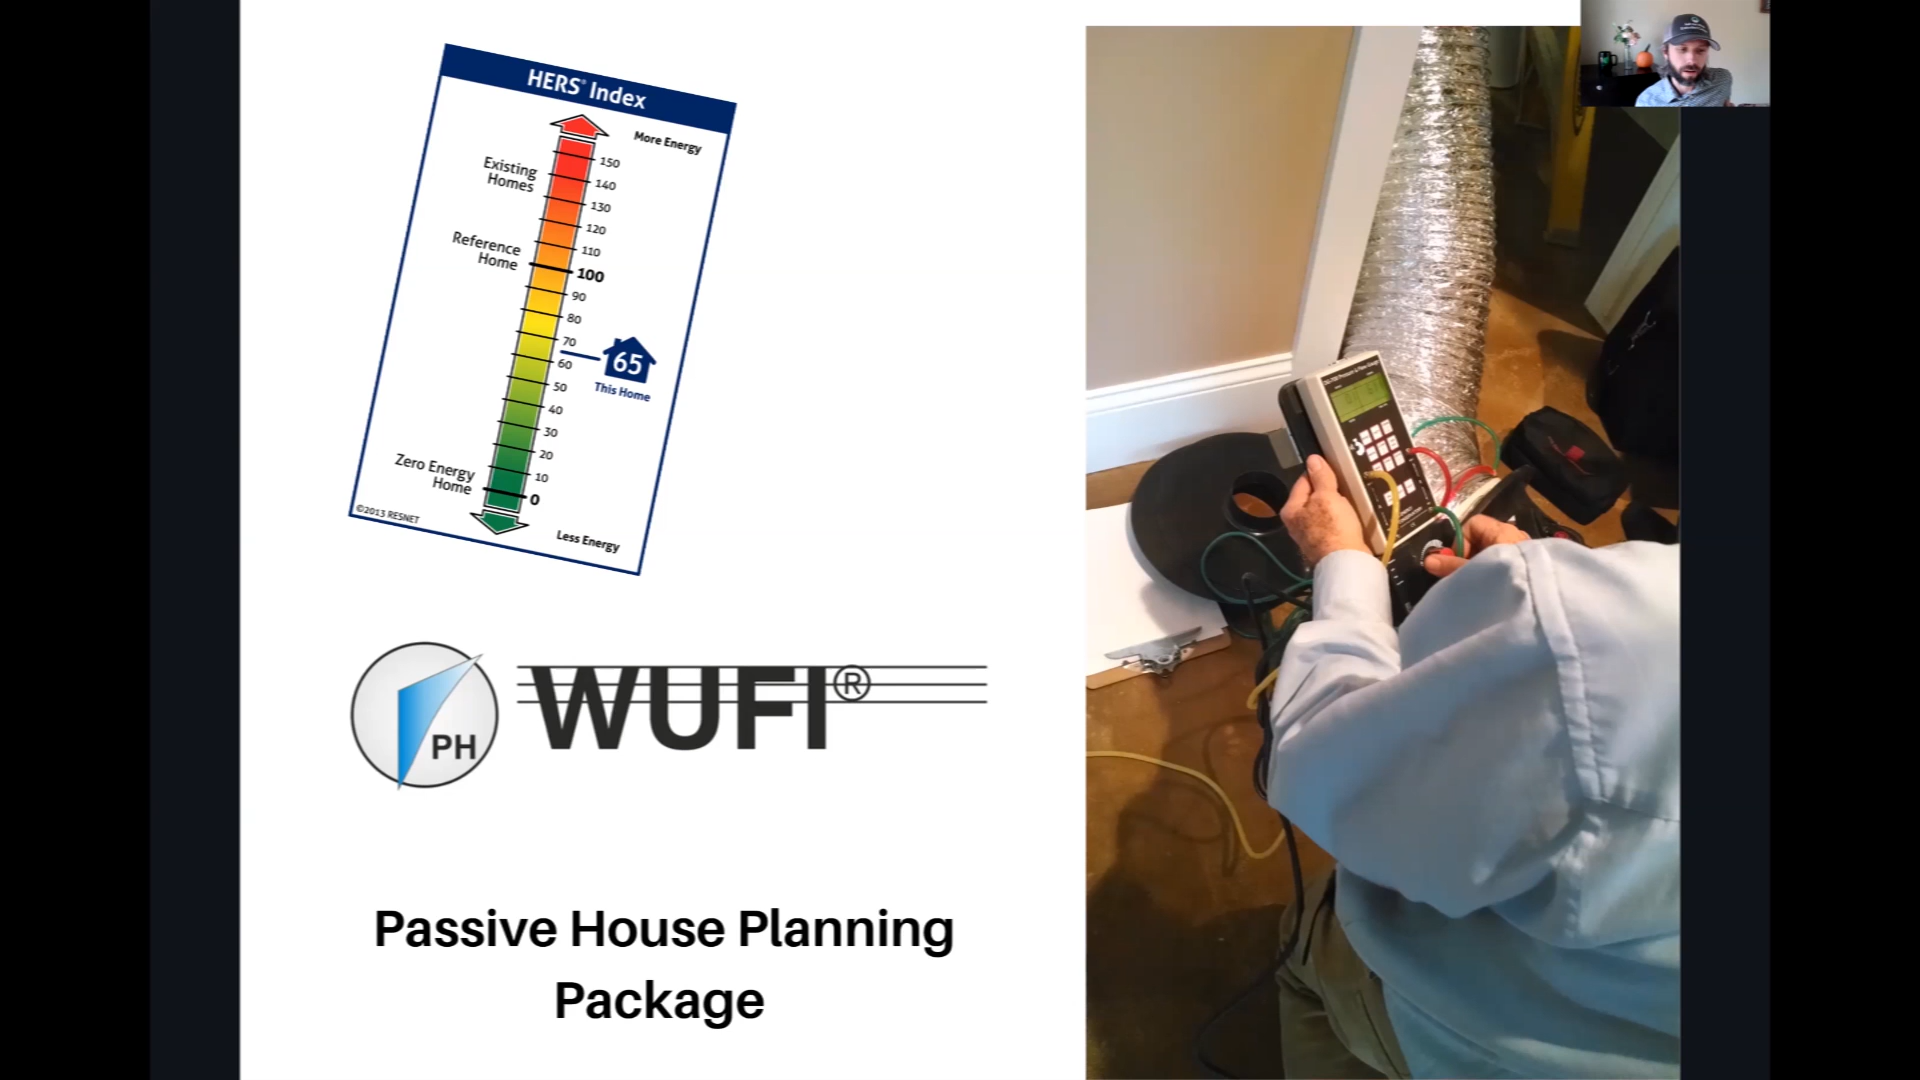 HERS® Index
More Energy
150
Existing
Homes
140
130
120
Reference
Home
110
100
90
80
70
65
60
This Home
50
40
30
20
Zero Energy
Home
10
0
©2013 RESNET
Less Energy
PH
WUFI®
Passive House Planning
Package